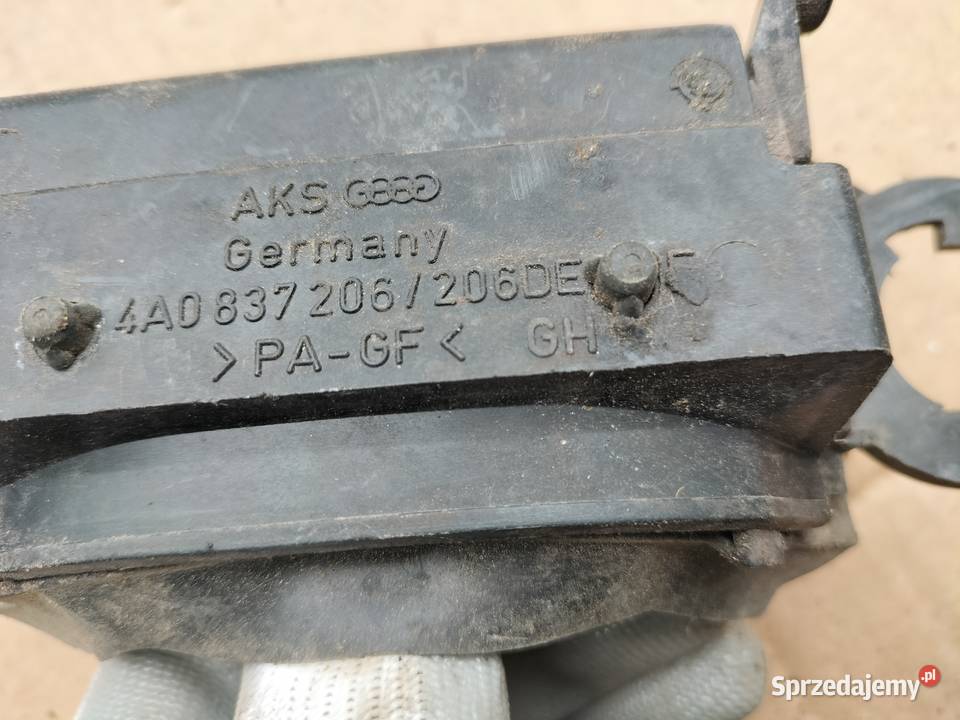 AKS
Germany
4A0 837 206/206DE
>PA-GF< GH
Sprzedajemy.pl